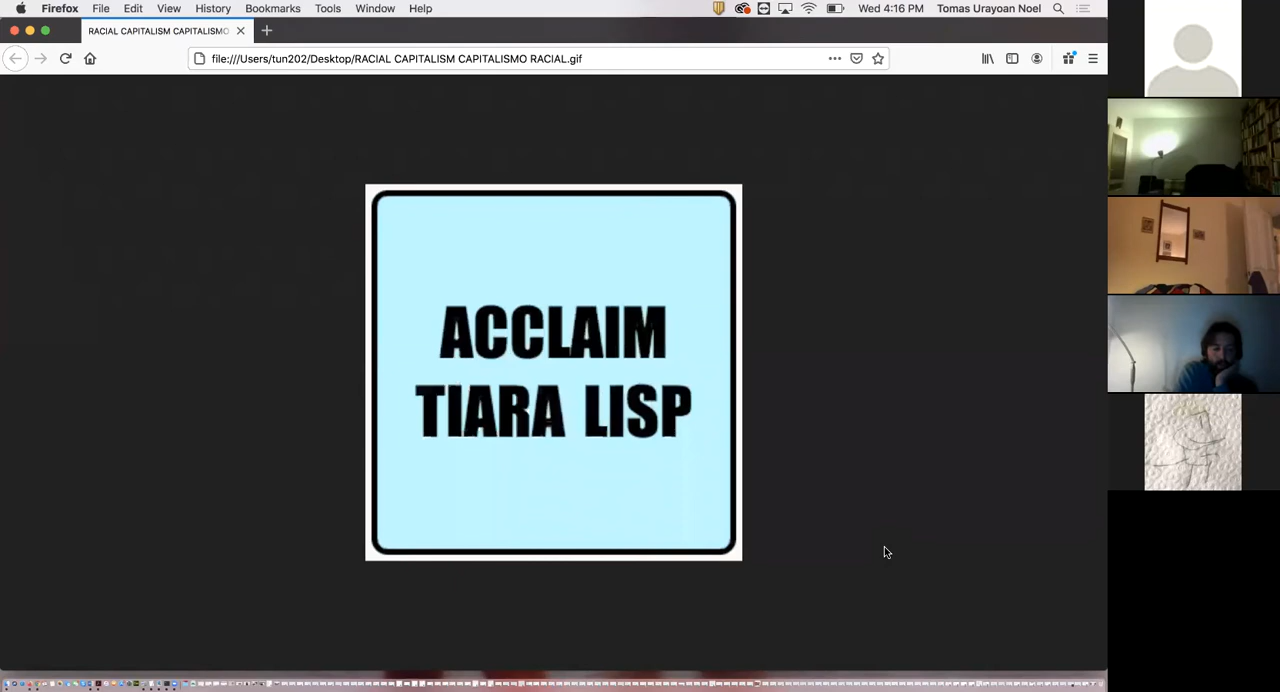 Firefox File Edit View History Bookmarks Tools Window Help Wed 4:16 PM Tomas Urayoan Noel
RACIAL CAPITALISM CAPITALISMO
file:///Users/tun202/Desktop/RACIAL CAPITALISM CAPITALISMO RACIAL.gif
ACCLAIM
TIARA LISP